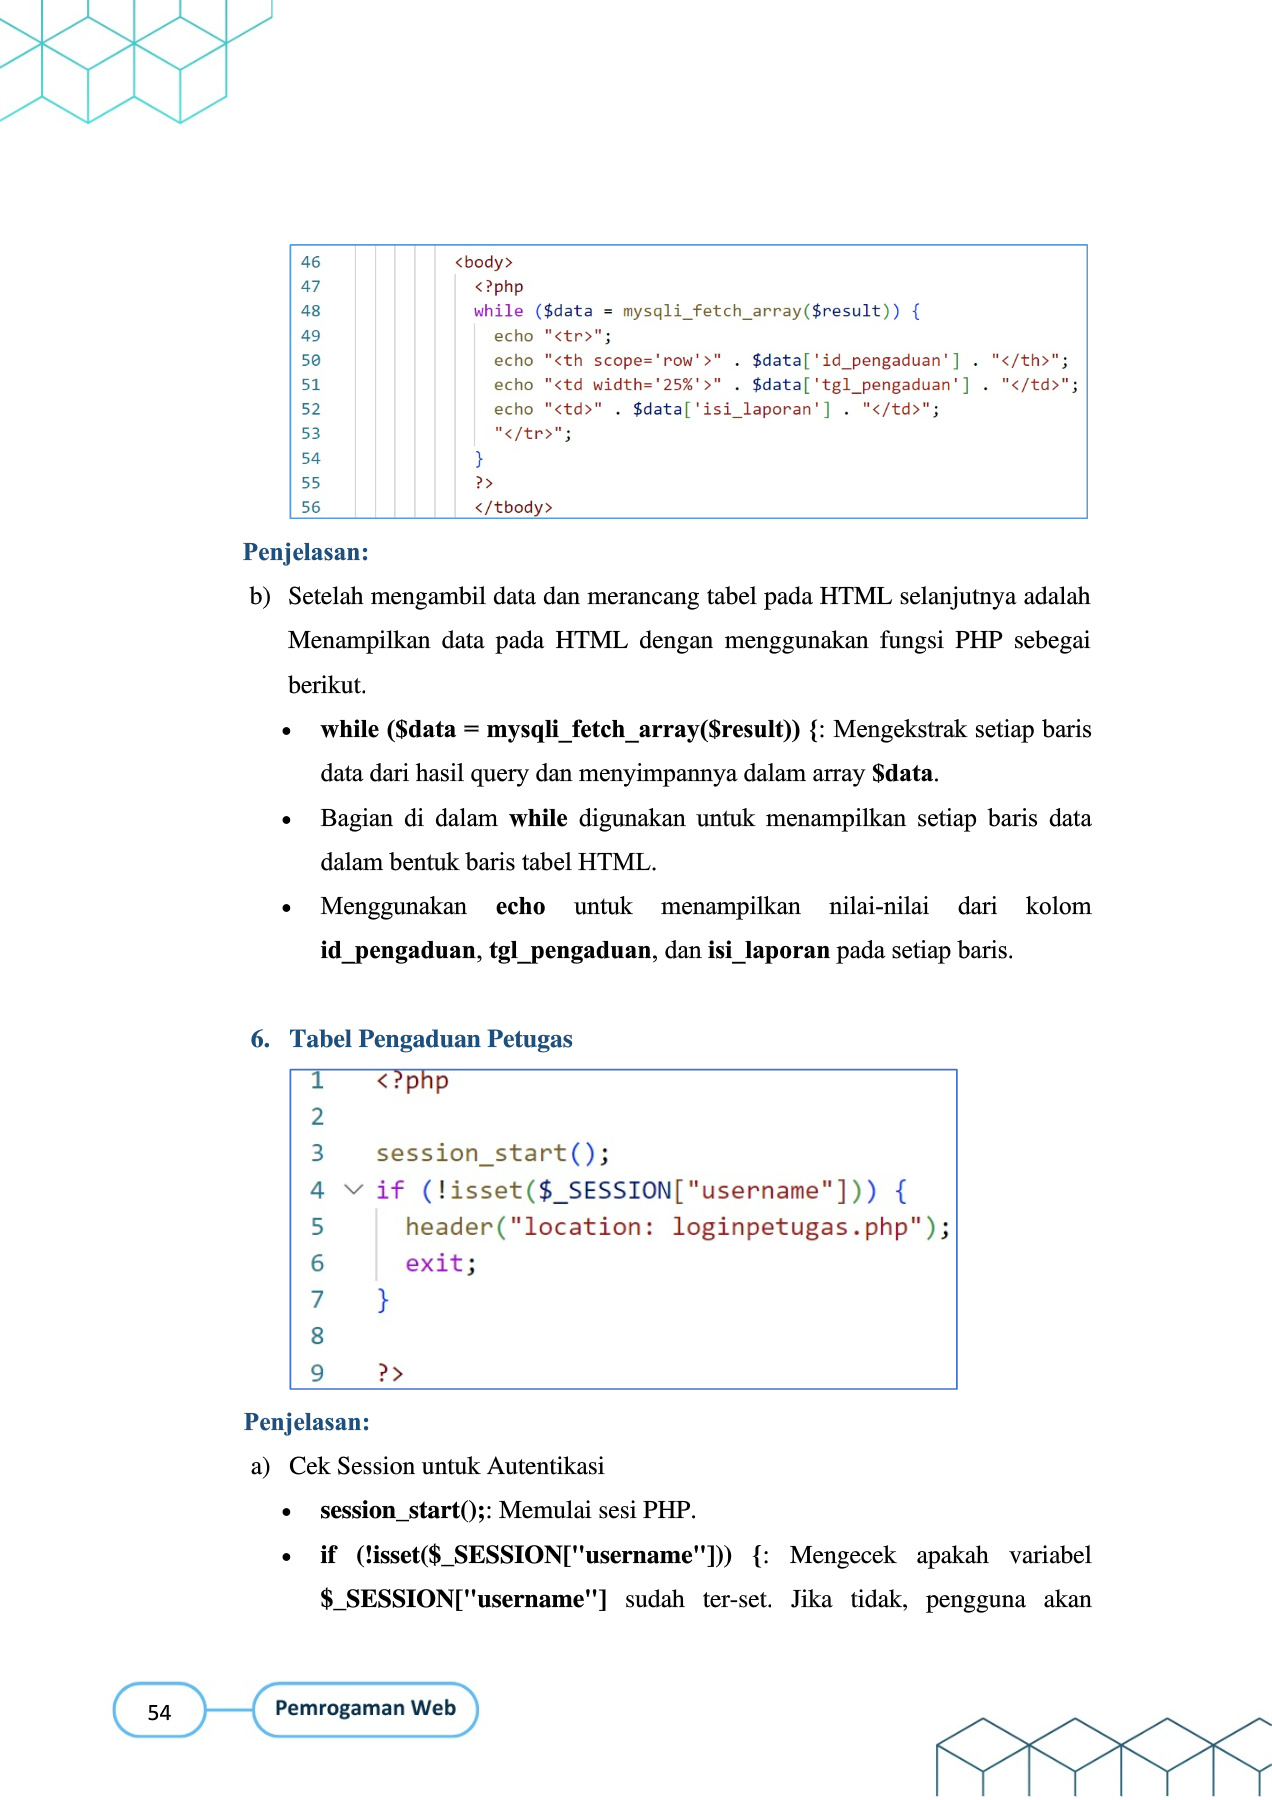 46 <body>
47 <?php
48 while ($data = mysqli_fetch_array($result)) {
49 echo "<tr>";
50 echo "<th scope='row'>" . $data['id_pengaduan'] . "</th>";
51 echo "<td width='25%'>" . $data['tgl_pengaduan'] . "</td>";
52 echo "<td>" . $data['isi_laporan'] . "</td>";
53 "</tr>";
54 }
55 ?>
56 </tbody>
Penjelasan:
b) Setelah mengambil data dan merancang tabel pada HTML selanjutnya adalah
Menampilkan data pada HTML dengan menggunakan fungsi PHP sebegai
berikut.
• while ($data = mysqli_fetch_array($result)) {: Mengekstrak setiap baris
data dari hasil query dan menyimpannya dalam array $data.
• Bagian di dalam while digunakan untuk menampilkan setiap baris data
dalam bentuk baris tabel HTML.
• Menggunakan echo untuk menampilkan nilai-nilai dari kolom
id_pengaduan, tgl_pengaduan, dan isi_laporan pada setiap baris.
6. Tabel Pengaduan Petugas
1 <?php
2
3 session_start();
4 if (!isset($_SESSION["username"])) {
5 header("location: loginpetugas.php");
6 exit;
7 }
8
9 ?>
Penjelasan:
a) Cek Session untuk Autentikasi
• session_start();: Memulai sesi PHP.
• if (!isset($_SESSION["username"])) {: Mengecek apakah variabel
$_SESSION["username"] sudah ter-set. Jika tidak, pengguna akan
54 Pemrogaman Web